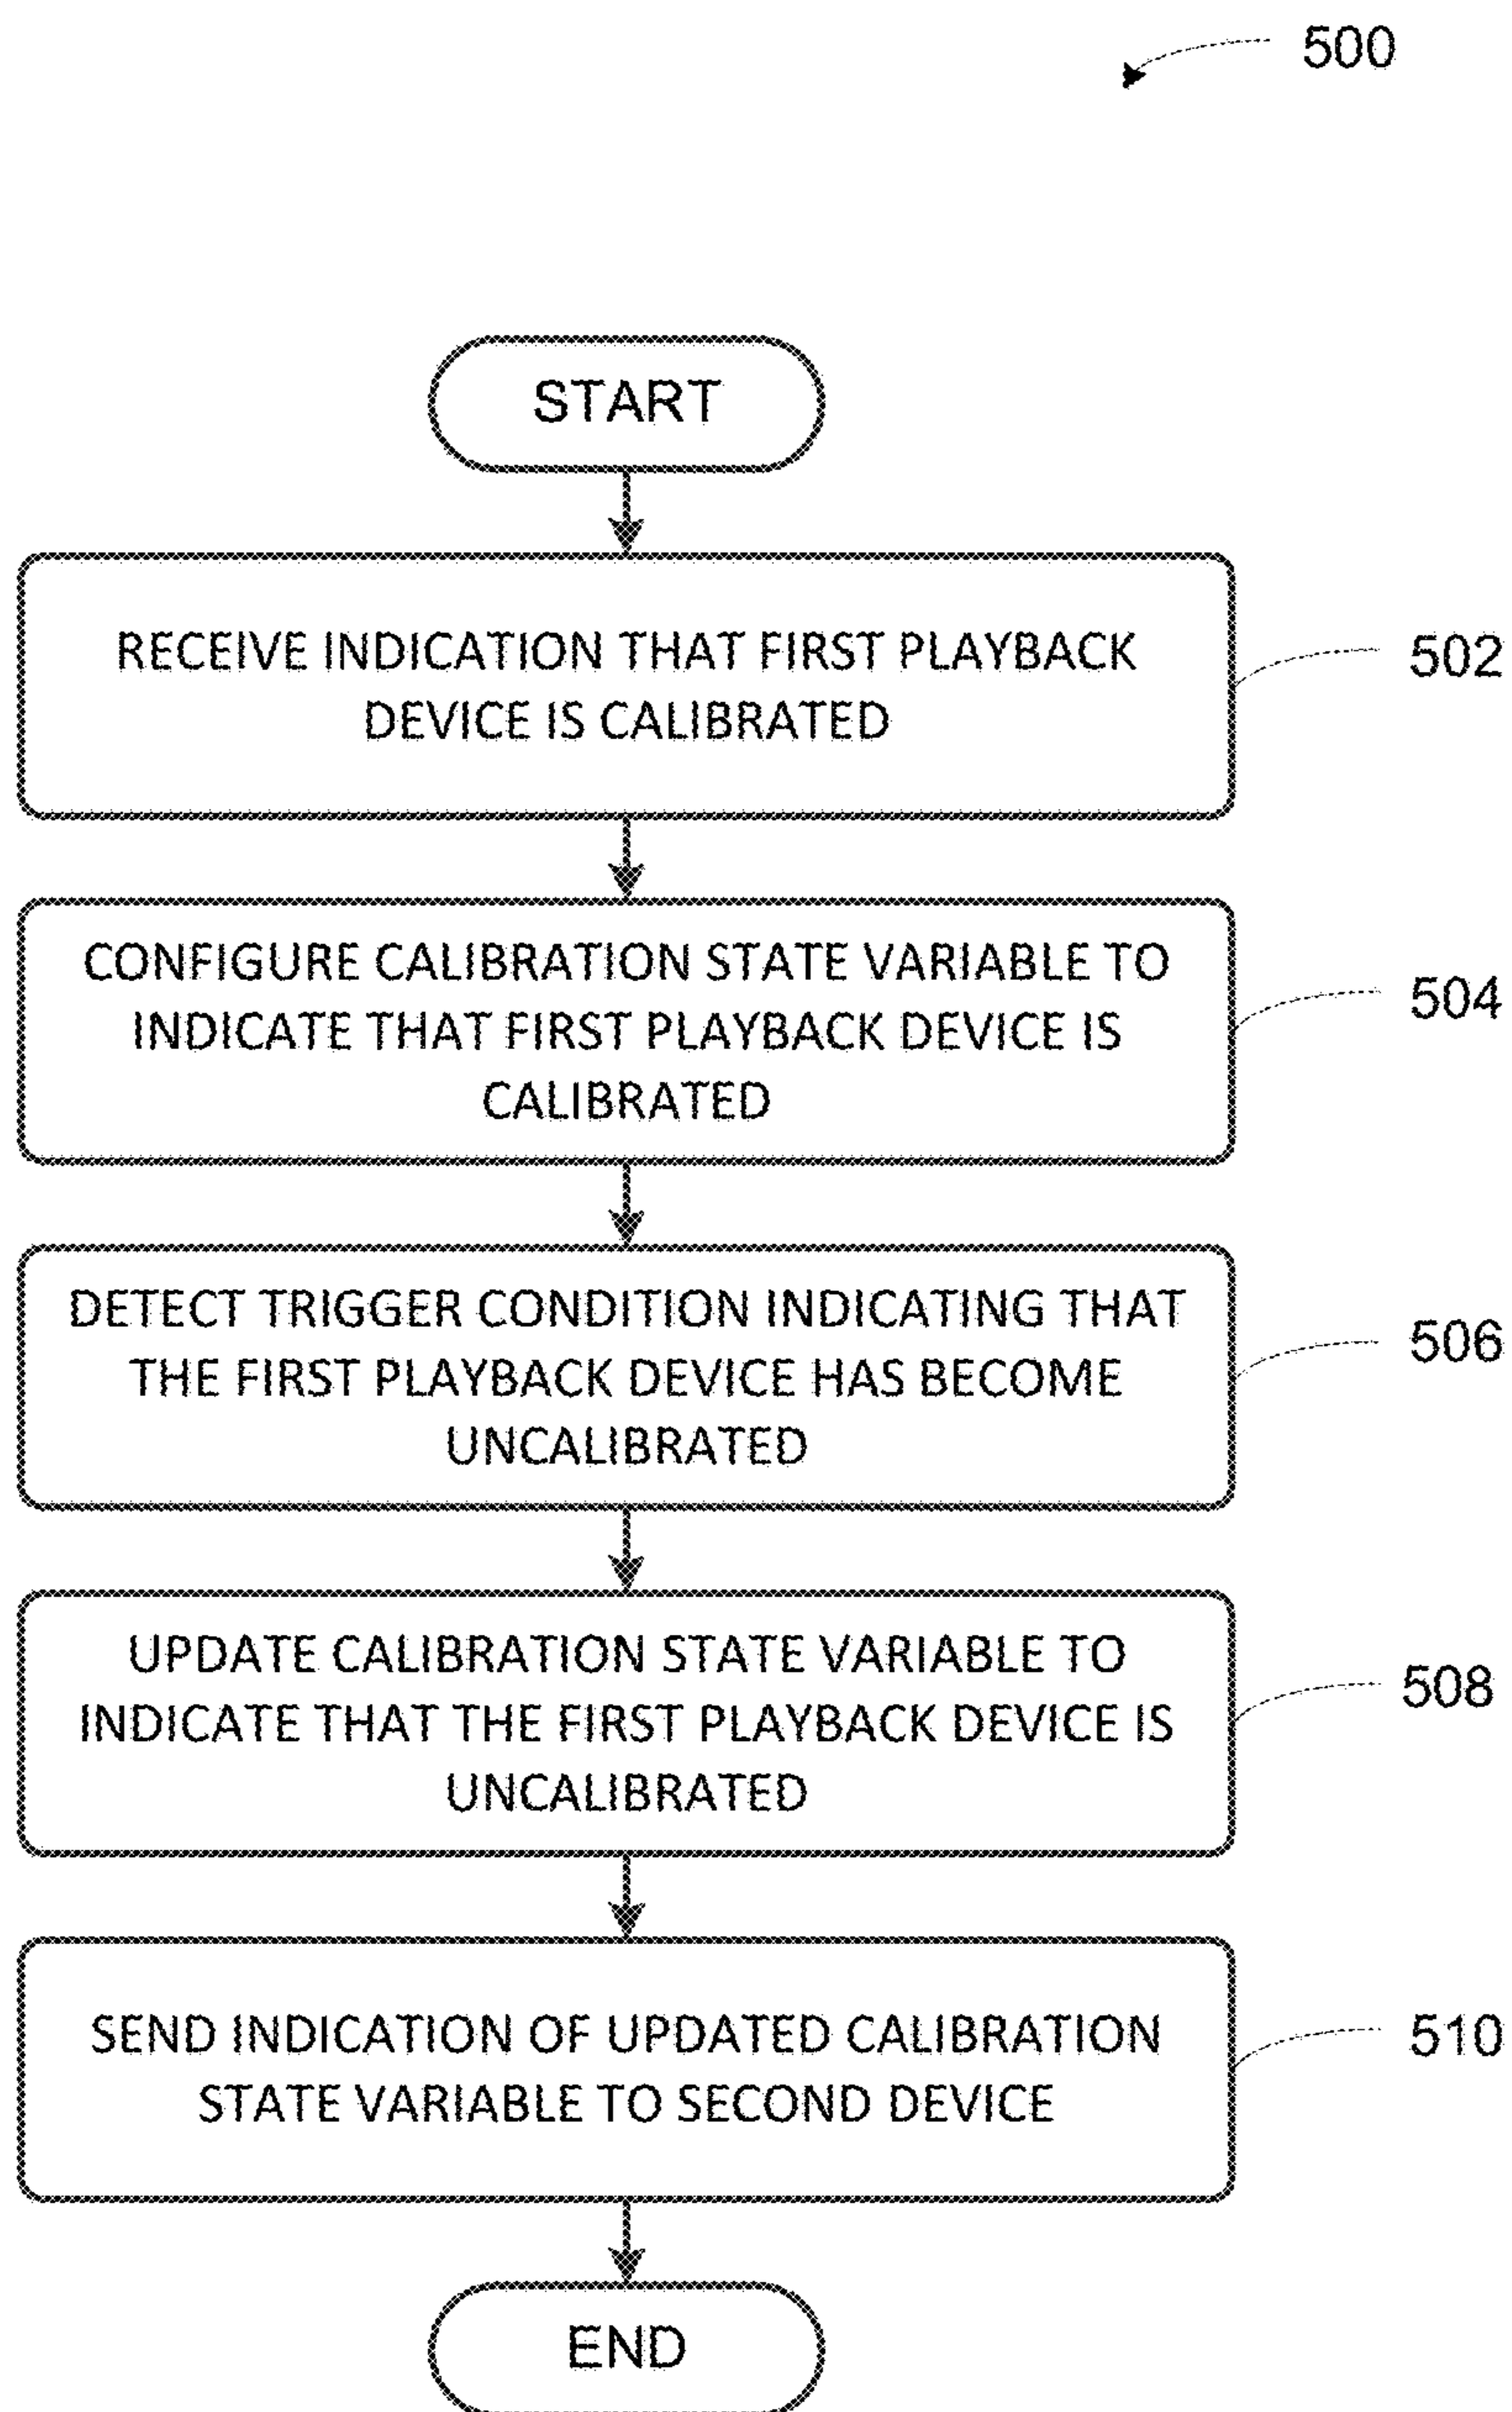 500
START
RECEIVE INDICATION THAT FIRST PLAYBACK
DEVICE IS CALIBRATED
502
CONFIGURE CALIBRATION STATE VARIABLE TO
INDICATE THAT FIRST PLAYBACK DEVICE IS
CALIBRATED
504
DETECT TRIGGER CONDITION INDICATING THAT
THE FIRST PLAYBACK DEVICE HAS BECOME
UNCALIBRATED
506
UPDATE CALIBRATION STATE VARIABLE TO
INDICATE THAT THE FIRST PLAYBACK DEVICE IS
UNCALIBRATED
508
SEND INDICATION OF UPDATED CALIBRATION
STATE VARIABLE TO SECOND DEVICE
510
END